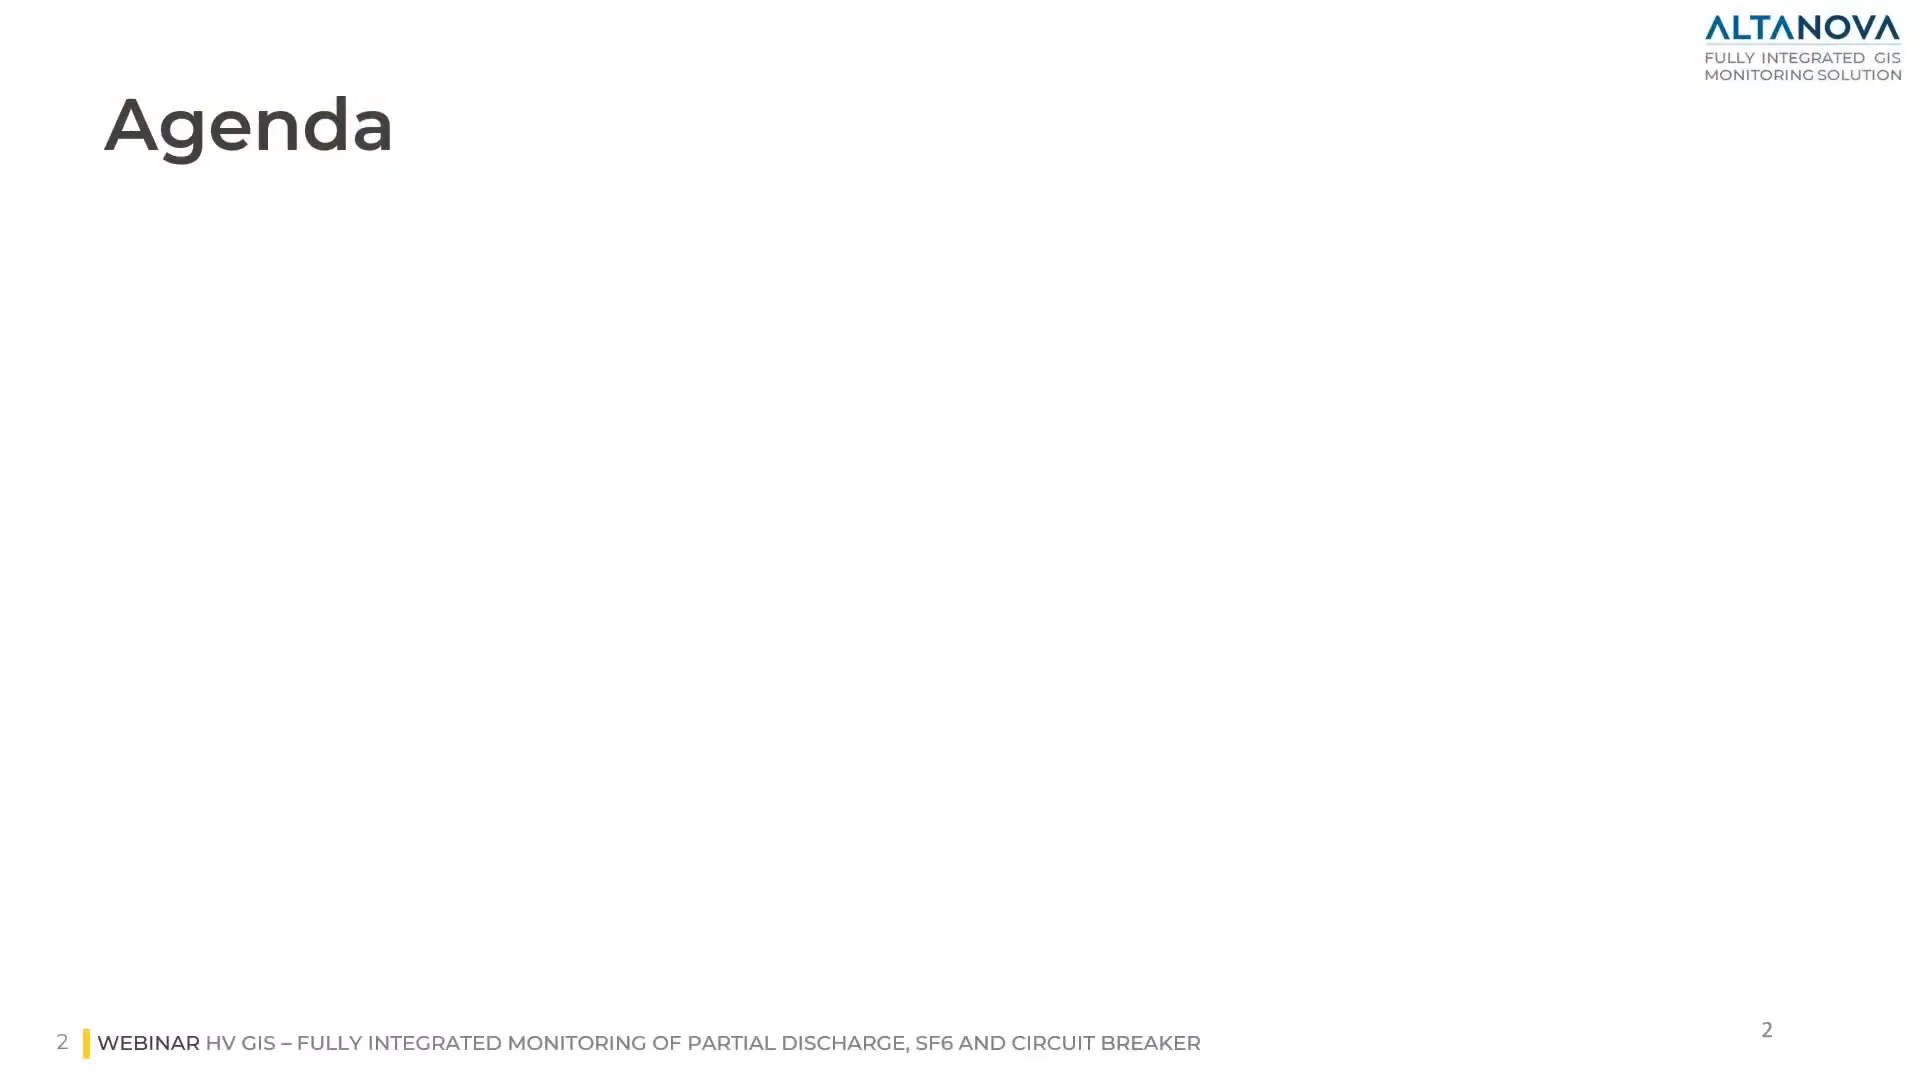 ALTANOVA
FULLY INTEGRATED GIS
MONITORING SOLUTION
Agenda
2 WEBINAR HV GIS – FULLY INTEGRATED MONITORING OF PARTIAL DISCHARGE, SF6 AND CIRCUIT BREAKER
2